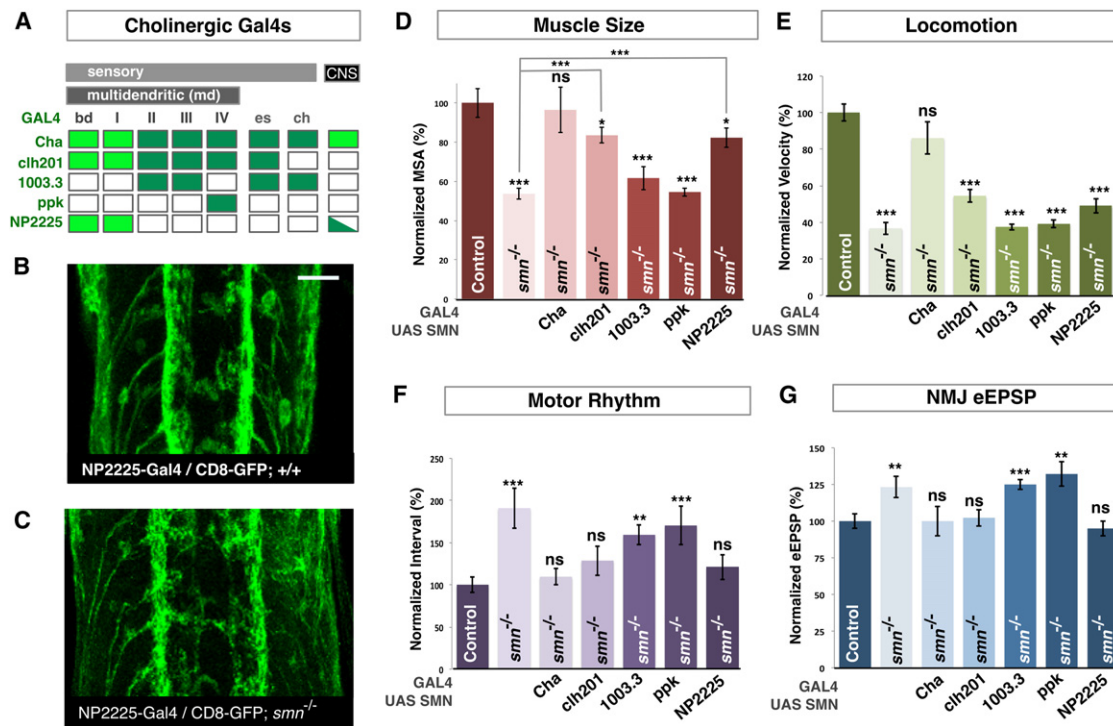 A
Cholinergic Gal4s
sensory
CNS
multidendritic (md)
GAL4 bd I II III IV es ch
Cha
clh201
1003.3
ppk
NP2225
B
NP2225-Gal4 / CD8-GFP; +/+
C
NP2225-Gal4 / CD8-GFP; smn-/-
D
Muscle Size
Normalized MSA (%)
120
100
80
60
40
20
0
***
***
***
ns
*
***
***
*
Control
smn-/-
smn-/-
smn-/-
smn-/-
smn-/-
smn-/-
GAL4
UAS SMN
Cha
clh201
1003.3
ppk
NP2225
E
Locomotion
Normalized Velocity (%)
120
100
80
60
40
20
0
***
ns
***
***
***
***
Control
smn-/-
smn-/-
smn-/-
smn-/-
smn-/-
smn-/-
Cha
clh201
1003.3
ppk
NP2225
F
Motor Rhythm
Normalized Interval (%)
250
200
150
100
50
0
***
ns
ns
**
***
ns
Control
smn-/-
smn-/-
smn-/-
smn-/-
smn-/-
smn-/-
GAL4
UAS SMN
Cha
clh201
1003.3
ppk
NP2225
G
NMJ eEPSP
Normalized eEPSP (%)
150
125
100
75
50
25
0
**
ns
ns
***
**
ns
Control
smn-/-
smn-/-
smn-/-
smn-/-
smn-/-
smn-/-
GAL4
UAS SMN
Cha
clh201
1003.3
ppk
NP2225